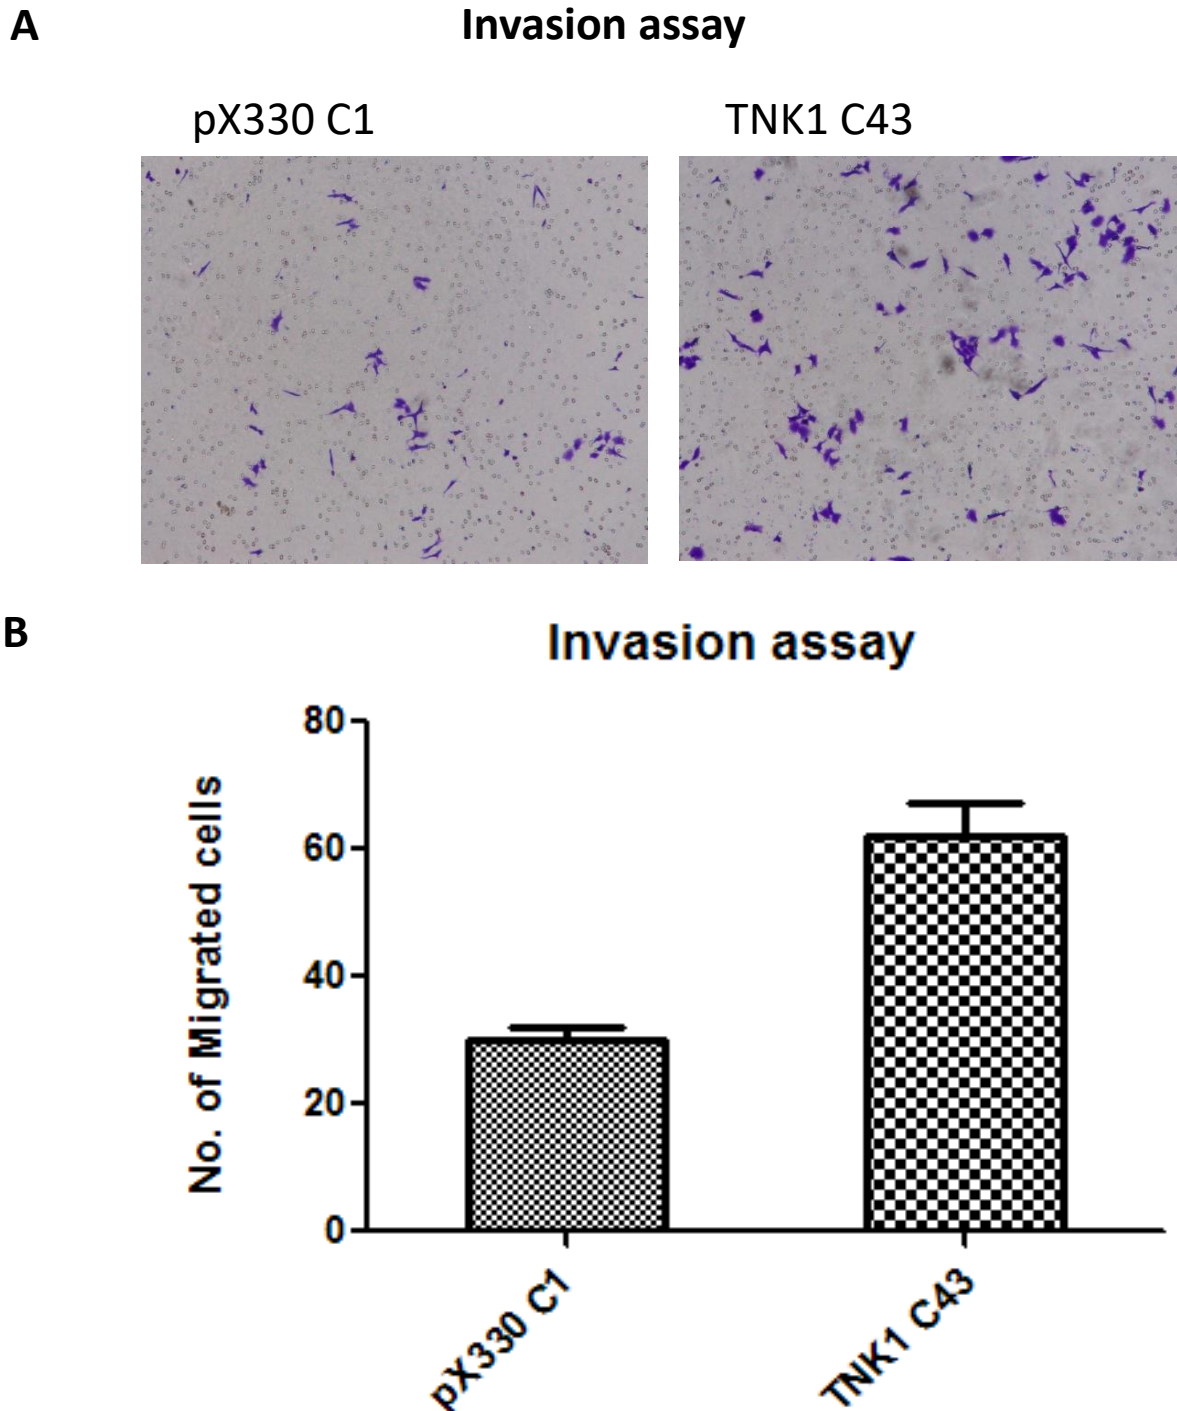 A
Invasion assay
pX330 C1
TNK1 C43
B
Invasion assay
No. of Migrated cells
80
60
40
20
0
pX330 C1
TNK1 C43